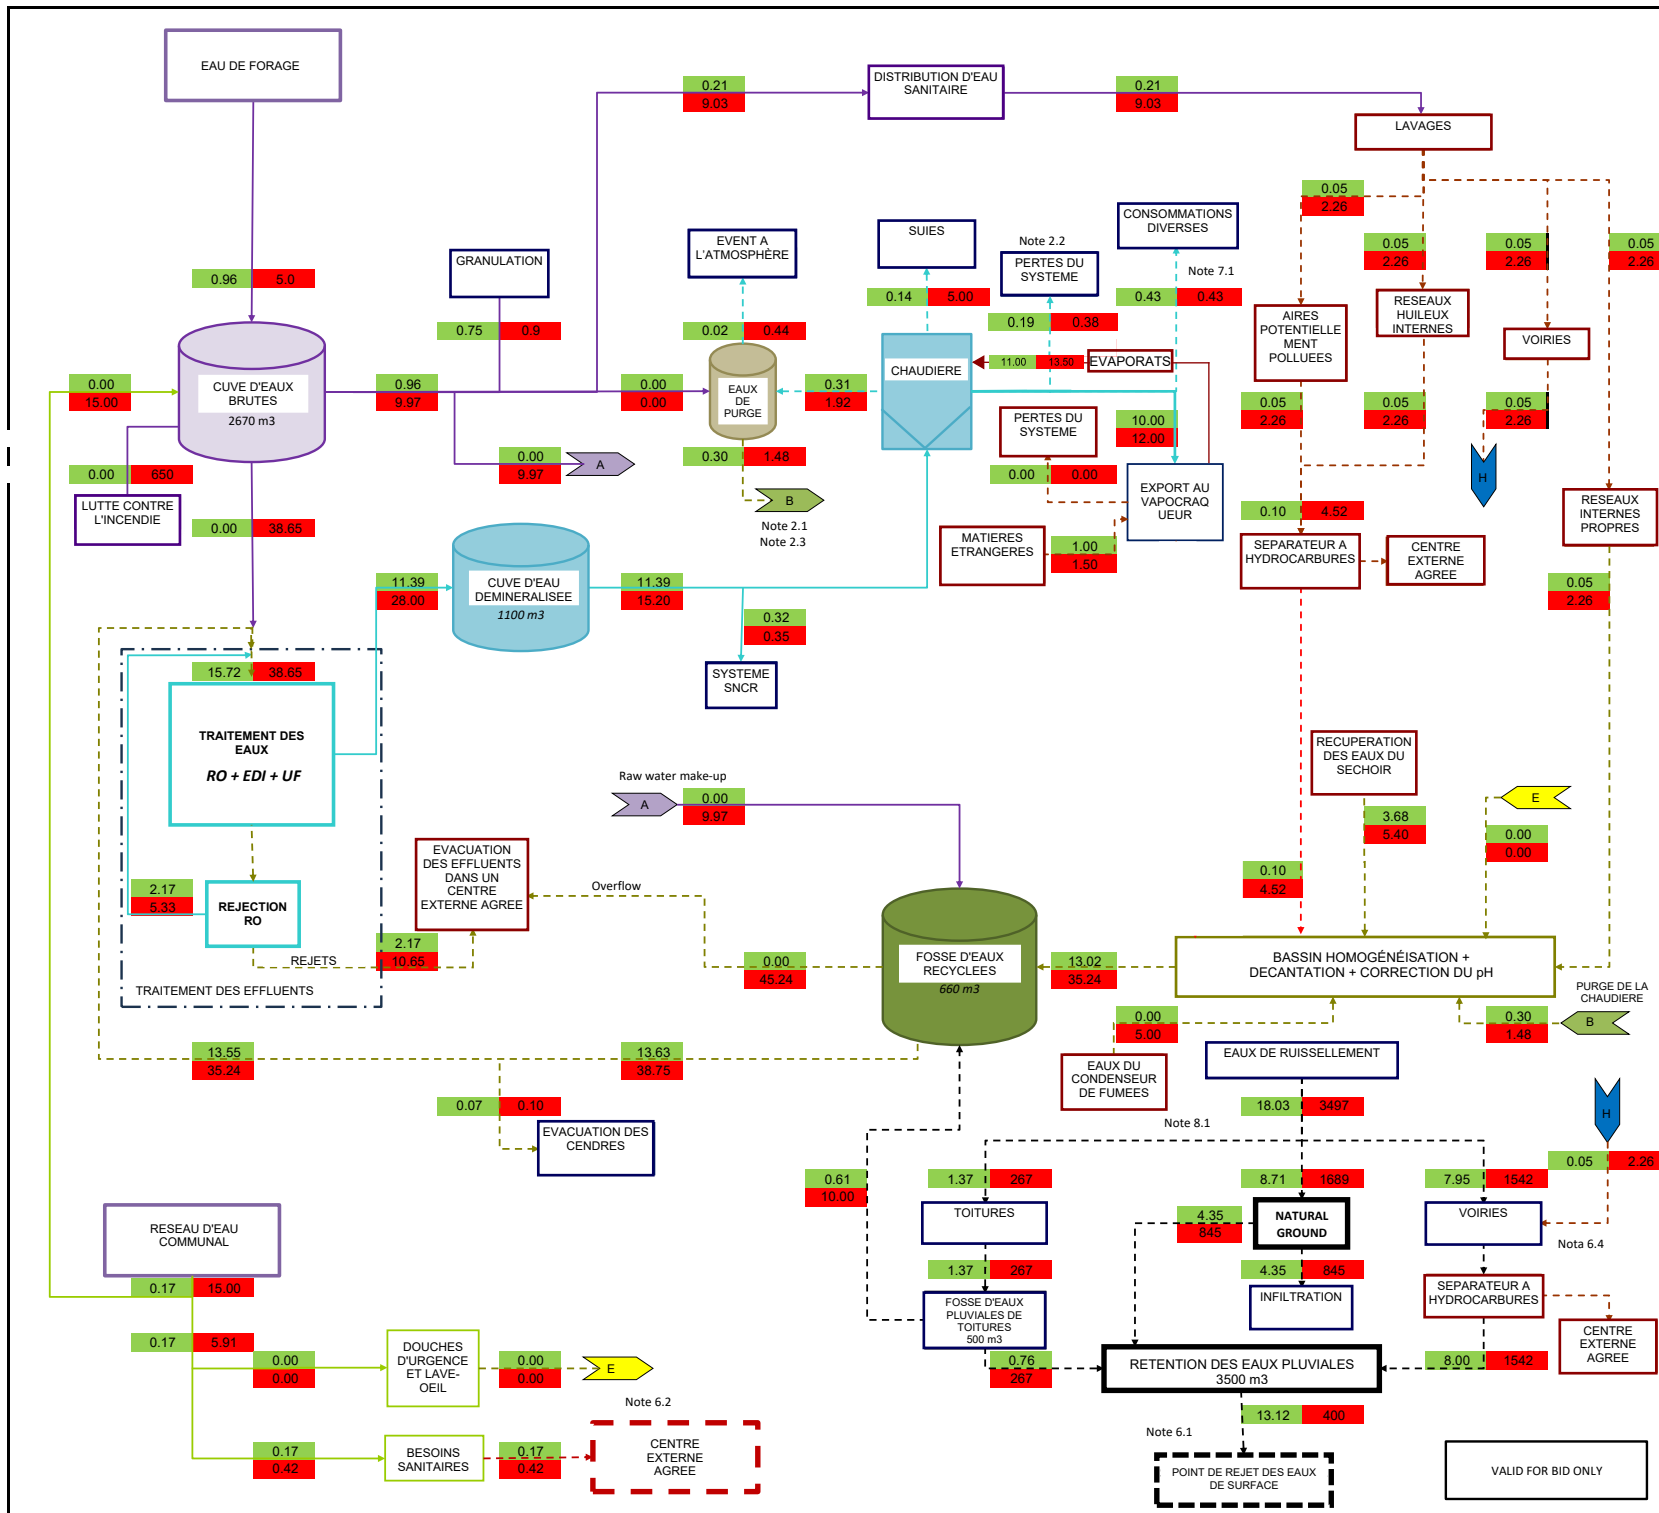 EAU DE FORAGE
0.21
9.03
DISTRIBUTION D'EAU
SANITAIRE
0.21
9.03
LAVAGES
0.05
2.26
GRANULATION
EVENT A
L'ATMOSPHÈRE
SUIES
Note 2.2
PERTES DU
SYSTEME
CONSOMMATIONS
DIVERSES
Note 7.1
0.05
2.26
0.05
2.26
0.05
2.26
0.96 5.0
0.75 0.9
0.02 0.44
0.14 5.00
0.19 0.38
0.43 0.43
AIRES
POTENTIELLE
MENT
POLLUEES
RESEAUX
HUILEUX
INTERNES
VOIRIES
CUVE D'EAUX
BRUTES
2670 m3
0.00
15.00
0.96
9.97
0.00
0.00
EAUX
DE
PURGE
0.31
1.92
CHAUDIERE
11.00 13.50
EVAPORATS
PERTES DU
SYSTEME
10.00
12.00
0.05
2.26
0.05
2.26
0.05
2.26
0.00
9.97
A
0.30 1.48
B
Note 2.1
Note 2.3
0.00 0.00
EXPORT AU
VAPOCRAQ
UEUR
H
0.00 650
LUTTE CONTRE
L'INCENDIE
0.00 38.65
MATIERES
ETRANGERES
1.00
1.50
0.10 4.52
RESEAUX
INTERNES
PROPRES
SEPARATEUR A
HYDROCARBURES
CENTRE
EXTERNE
AGREE
11.39
28.00
CUVE D'EAU
DEMINERALISEE
1100 m3
11.39
15.20
0.05
2.26
0.32
0.35
SYSTEME
SNCR
15.72 38.65
TRAITEMENT DES
EAUX
RO + EDI + UF
RECUPERATION
DES EAUX DU
SECHOIR
Raw water make-up
A
0.00
9.97
E
3.68
5.40
0.00
0.00
EVACUATION
DES EFFLUENTS
DANS UN
CENTRE
EXTERNE AGREE
Overflow
0.10
4.52
2.17
5.33
REJECTION
RO
2.17
10.65
REJETS
TRAITEMENT DES EFFLUENTS
0.00
45.24
FOSSE D'EAUX
RECYCLEES
660 m3
13.02
35.24
BASSIN HOMOGÉNÉISATION +
DECANTATION + CORRECTION DU pH
PURGE DE LA
CHAUDIERE
0.00
5.00
0.30
1.48
B
13.55
35.24
13.63
38.75
EAUX DU
CONDENSEUR
DE FUMEES
EAUX DE RUISSELLEMENT
0.07 0.10
EVACUATION DES
CENDRES
18.03 3497
Note 8.1
H
0.05 2.26
0.61
10.00
1.37 267
8.71 1689
7.95 1542
RESEAU D'EAU
COMMUNAL
TOITURES
4.35
845
NATURAL
GROUND
VOIRIES
Nota 6.4
0.17 15.00
1.37 267
4.35 845
FOSSE D'EAUX
PLUVIALES DE
TOITURES
500 m3
INFILTRATION
SEPARATEUR A
HYDROCARBURES
0.17 5.91
0.00
0.00
DOUCHES
D'URGENCE
ET LAVE-
OEIL
0.00
0.00
E
0.76
267
RETENTION DES EAUX PLUVIALES
3500 m3
8.00 1542
CENTRE
EXTERNE
AGREE
Note 6.2
13.12 400
Note 6.1
0.17
0.42
BESOINS
SANITAIRES
0.17
0.42
CENTRE
EXTERNE
AGREE
POINT DE REJET DES EAUX
DE SURFACE
VALID FOR BID ONLY